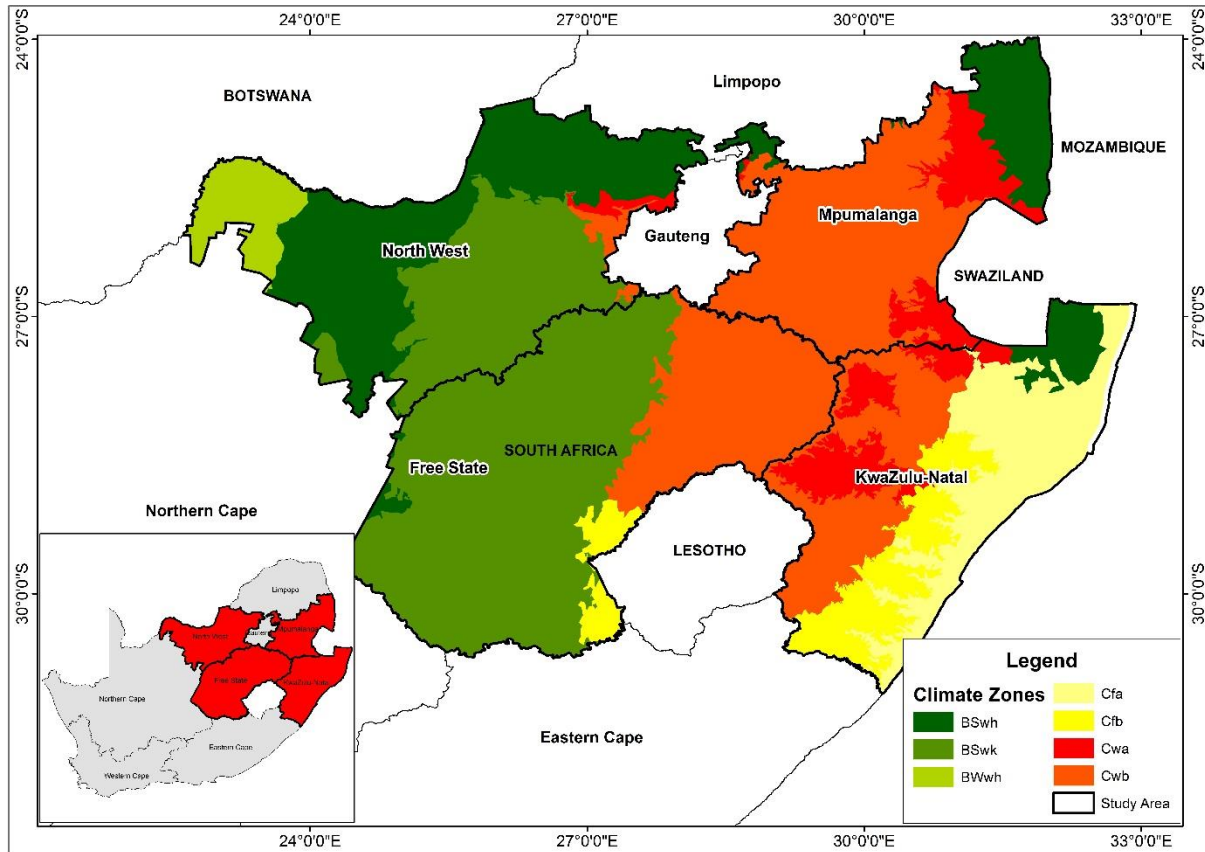 24°0'0"E
27°0'0"E
30°0'0"E
33°0'0"E
24°0'0"S
24°0'0"S
BOTSWANA
Limpopo
MOZAMBIQUE
Mpumalanga
North West
Gauteng
SWAZILAND
27°0'0"S
27°0'0"S
SOUTH AFRICA
Free State
KwaZulu-Natal
Northern Cape
LESOTHO
30°0'0"S
30°0'0"S
Eastern Cape
Limpopo
North West
Mpumalanga
Free State
Northern Cape
Eastern Cape
Western Cape
Legend
Climate Zones
BSwh
BSwk
BWwh
Cfa
Cfb
Cwa
Cwb
Study Area
24°0'0"E
27°0'0"E
30°0'0"E
33°0'0"E